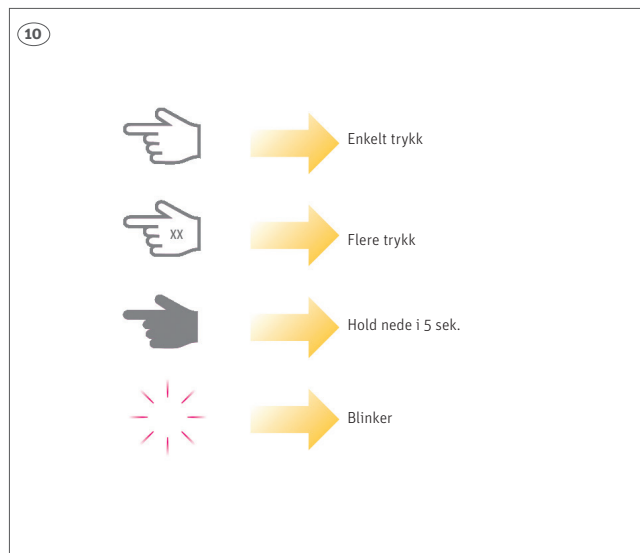 10
Enkelt trykk
XX
Flere trykk
Hold nede i 5 sek.
Blinker